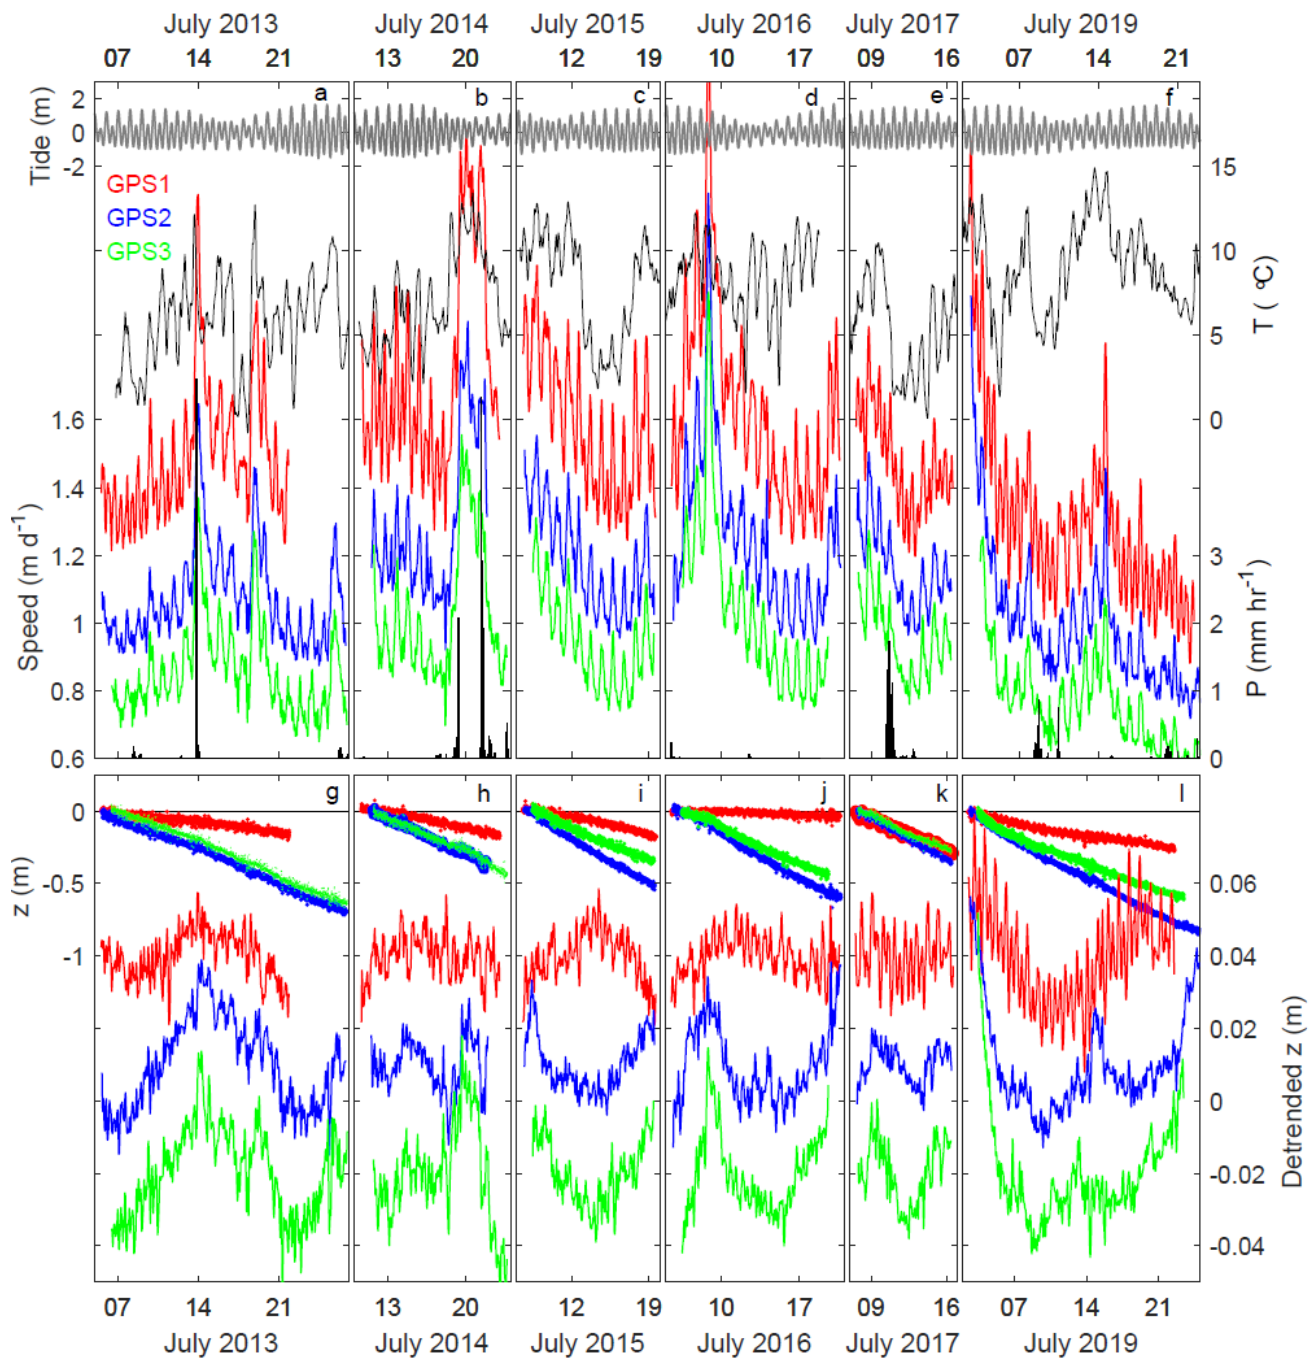 July 2013 July 2014 July 2015 July 2016 July 2017 July 2019
07 14 21 13 20 12 19 10 17 09 16 07 14 21
a b c d e f
Tide (m)
2
0
-2
GPS1
GPS2
GPS3
15
10
5
0
T ( °C)
Speed (m d⁻¹)
1.6
1.4
1.2
1
0.8
0.6
3
2
1
0
P (mm hr⁻¹)
g h i j k l
z (m)
0
-0.5
-1
0.06
0.04
0.02
0
-0.02
-0.04
Detrended z (m)
07 14 21 13 20 12 19 10 17 09 16 07 14 21
July 2013 July 2014 July 2015 July 2016 July 2017 July 2019